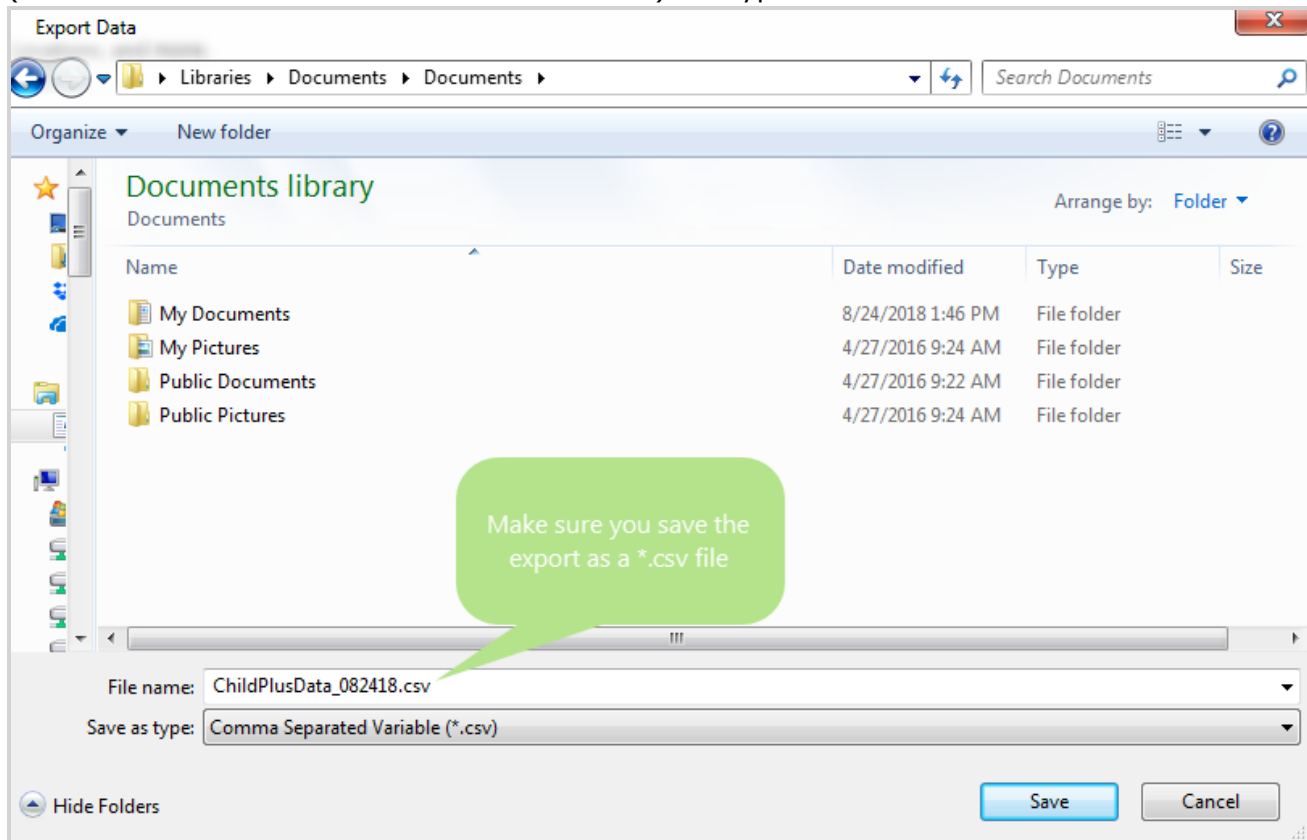 Export Data
Libraries Documents Documents
Search Documents
Organize New folder
Documents library
Documents
Arrange by: Folder
Name Date modified Type Size
My Documents 8/24/2018 1:46 PM File folder
My Pictures 4/27/2016 9:24 AM File folder
Public Documents 4/27/2016 9:22 AM File folder
Public Pictures 4/27/2016 9:24 AM File folder
Make sure you save the
export as a *.csv file
File name: ChildPlusData_082418.csv
Save as type: Comma Separated Variable (*.csv)
Hide Folders Save Cancel